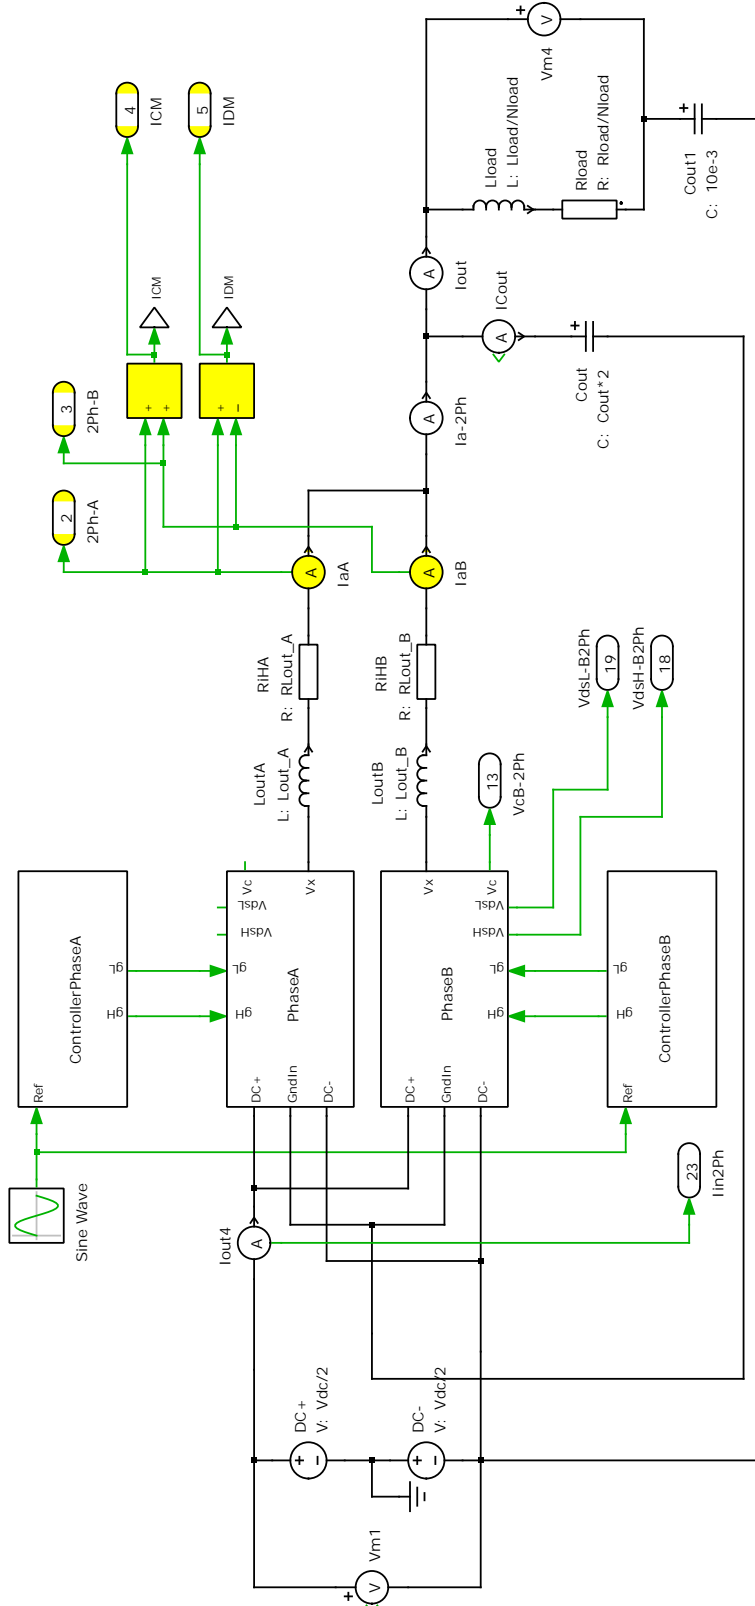 Vm1
V
DC+
V: Vdc/2
DC-
V: Vdc/2
Sine Wave
Iout4
A
23
Iin2Ph
ControllerPhaseA
Ref
gH
gL
PhaseA
DC+
GndIn
DC-
gH
gL
VdsH
VdsL
Vc
Vx
PhaseB
DC+
GndIn
DC-
gH
gL
VdsH
VdsL
Vc
Vx
ControllerPhaseB
Ref
gH
gL
13
VcB-2Ph
VdsL-B2Ph
19
VdsH-B2Ph
18
LoutA
L: Lout_A
RiHA
R: RLout_A
A
IaA
LoutB
L: Lout_B
RiHB
R: RLout_B
A
IaB
2
2Ph-A
3
2Ph-B
ICM
IDM
4
ICM
5
IDM
A
Ia-2Ph
A
ICout
Cout
C: Cout*2
A
Iout
Lload
L: Lload/Nload
Rload
R: Rload/Nload
V
Vm4
Cout1
C: 10e-3